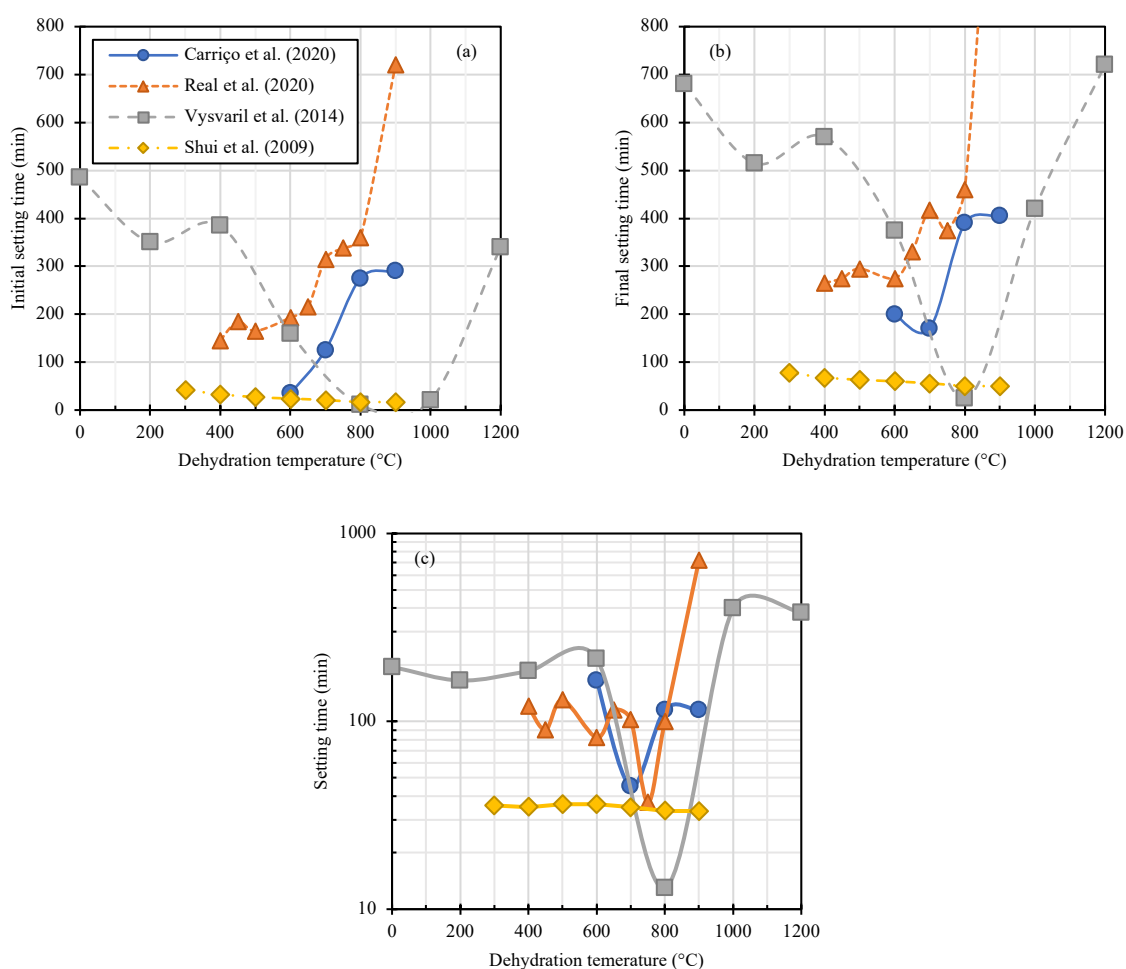 800
700
600
500
400
300
200
100
0
Initial setting time (min)
(a)
Carriço et al. (2020)
Real et al. (2020)
Vysvaril et al. (2014)
Shui et al. (2009)
0 200 400 600 800 1000 1200
Dehydration temperature (°C)
800
700
600
500
400
300
200
100
0
Final setting time (min)
(b)
0 200 400 600 800 1000 1200
Dehydration temperature (°C)
1000
100
10
Setting time (min)
(c)
0 200 400 600 800 1000 1200
Dehydration temerature (°C)